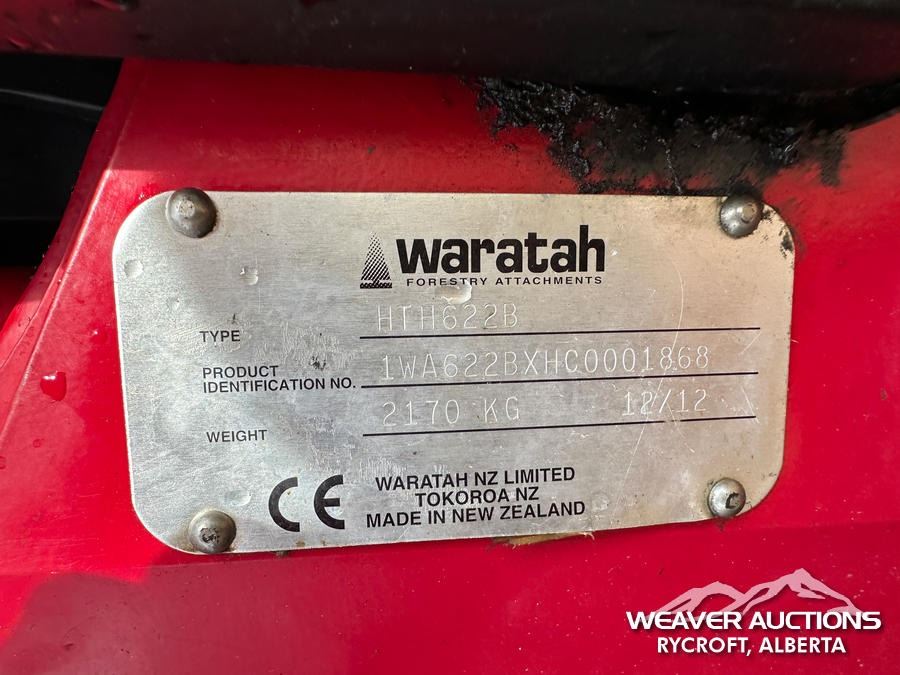 waratah
FORESTRY ATTACHMENTS
TYPE HTH622B
PRODUCT
IDENTIFICATION NO. 1WA622BXHC0001868
WEIGHT 2170 KG 12/12
CE
WARATAH NZ LIMITED
TOKOROA NZ
MADE IN NEW ZEALAND
WEAVER AUCTIONS
RYCROFT, ALBERTA